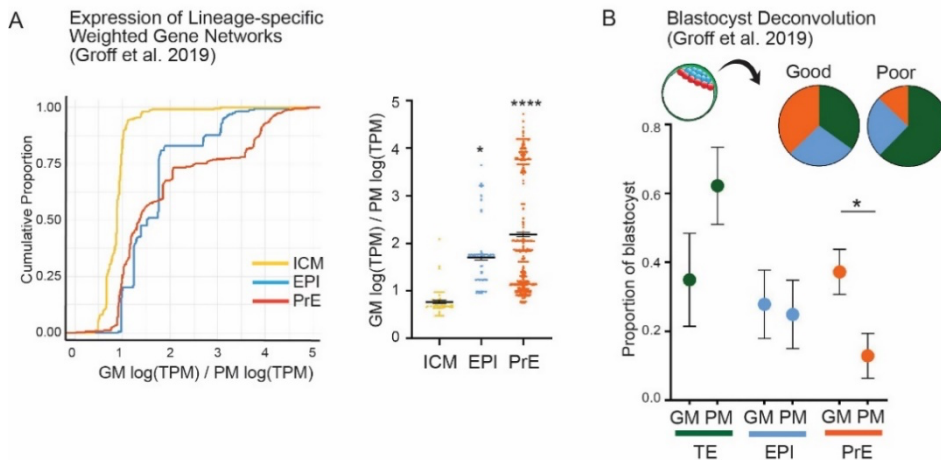 A
Expression of Lineage-specific
Weighted Gene Networks
(Groff et al. 2019)
1.00
0.75
0.50
0.25
0.00
Cumulative Proportion
ICM
EPI
PrE
0 1 2 3 4 5
GM log(TPM) / PM log(TPM)
5
4
3
2
1
0
GM log(TPM) / PM log(TPM)
*
****
ICM EPI PrE
B
Blastocyst Deconvolution
(Groff et al. 2019)
Good Poor
0.8
0.6
0.4
0.2
0.0
Proportion of blastocyst
*
GM PM GM PM GM PM
TE EPI PrE